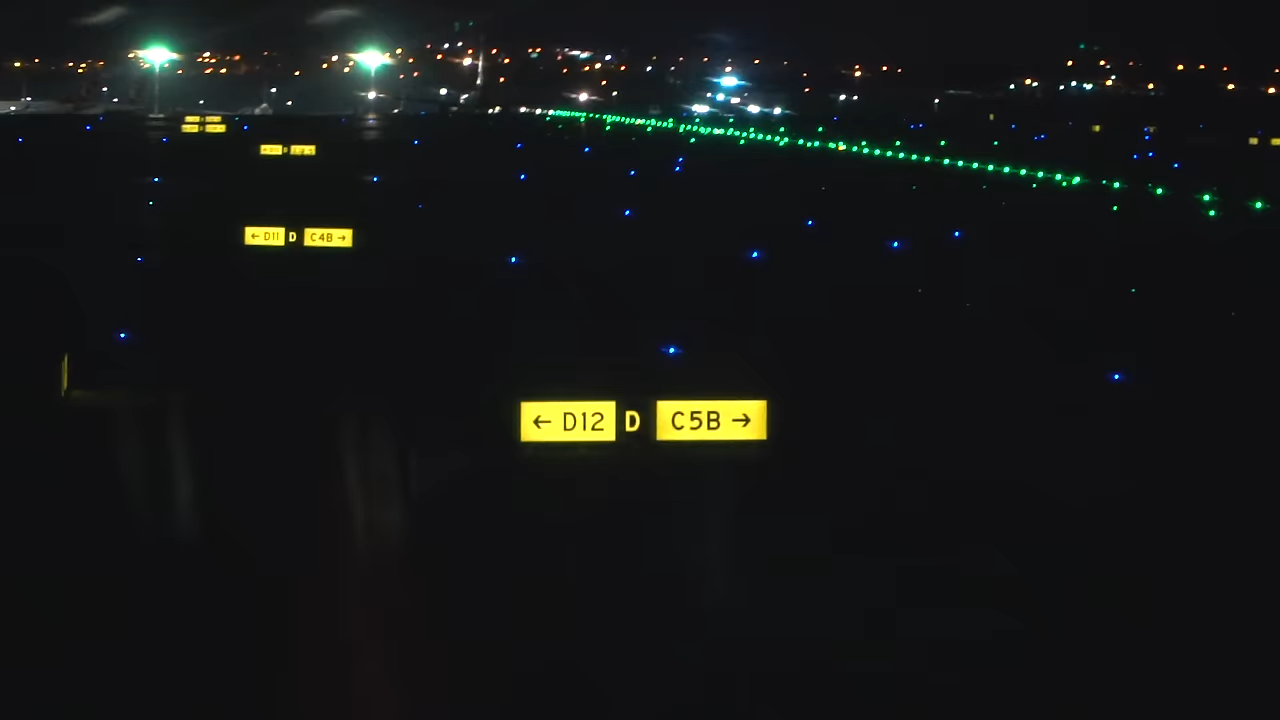 ← D11 D C4B →
← D12 D C5B →